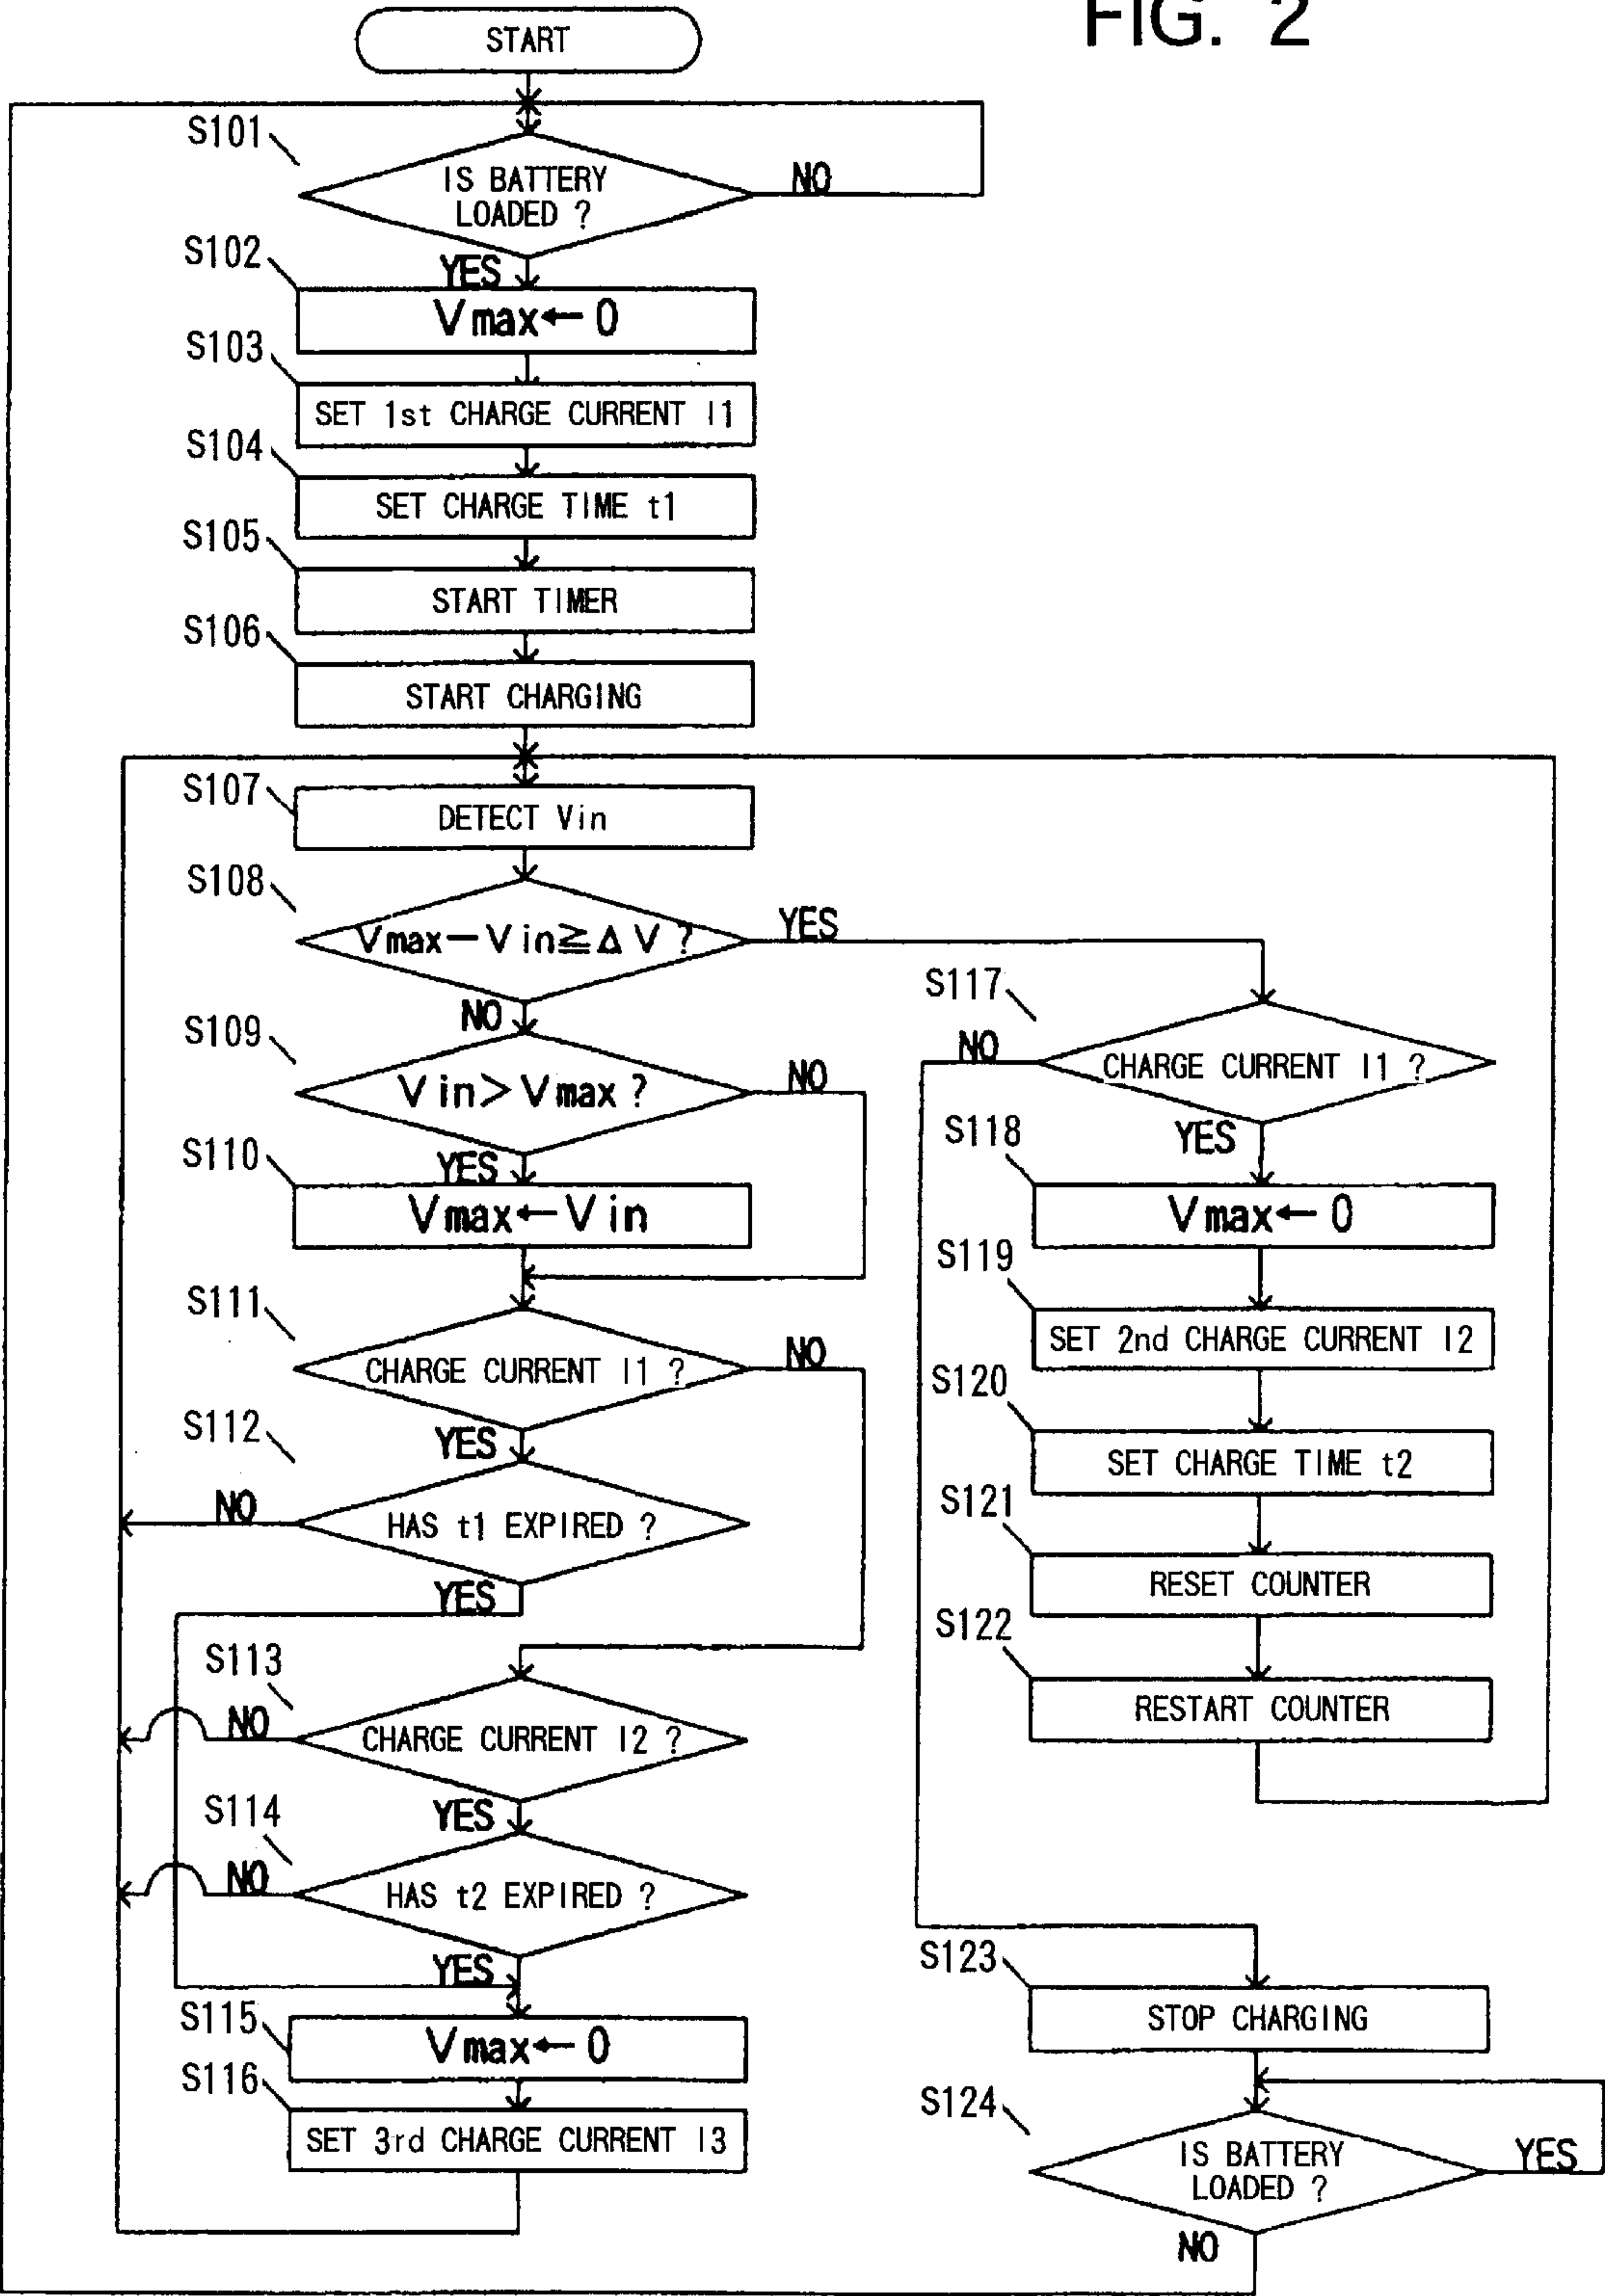 FIG. 2
START
S101
IS BATTERY
LOADED ?
NO
S102
YES
Vmax←0
S103
SET 1st CHARGE CURRENT I1
S104
SET CHARGE TIME t1
S105
START TIMER
S106
START CHARGING
S107
DETECT Vin
S108
Vmax−Vin≧ΔV ?
YES
NO
S109
Vin>Vmax ?
NO
S110
YES
Vmax←Vin
S111
CHARGE CURRENT I1 ?
NO
S112
YES
HAS t1 EXPIRED ?
NO
YES
S113
CHARGE CURRENT I2 ?
NO
S114
YES
HAS t2 EXPIRED ?
NO
YES
S115
Vmax←0
S116
SET 3rd CHARGE CURRENT I3
S117
CHARGE CURRENT I1 ?
NO
YES
S118
Vmax←0
S119
SET 2nd CHARGE CURRENT I2
S120
SET CHARGE TIME t2
S121
RESET COUNTER
S122
RESTART COUNTER
S123
STOP CHARGING
S124
IS BATTERY
LOADED ?
YES
NO